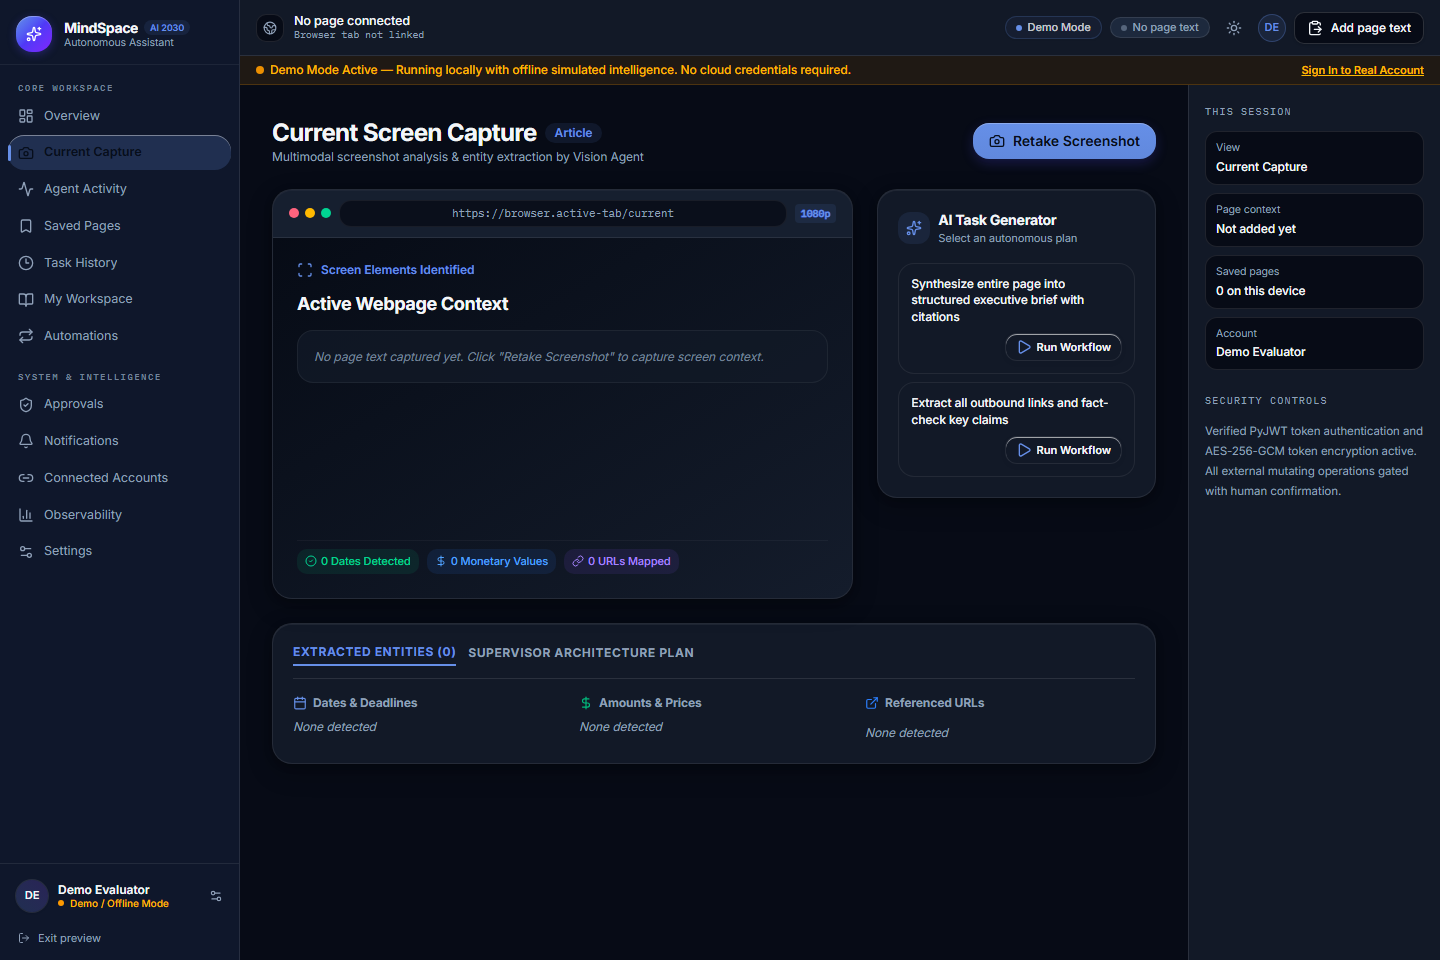 MindSpace AI 2030
Autonomous Assistant
CORE WORKSPACE
Overview
Current Capture
Agent Activity
Saved Pages
Task History
My Workspace
Automations
SYSTEM & INTELLIGENCE
Approvals
Notifications
Connected Accounts
Observability
Settings
DE
Demo Evaluator
Demo / Offline Mode
Exit preview
No page connected
Browser tab not linked
Demo Mode
No page text
DE
Add page text
Demo Mode Active — Running locally with offline simulated intelligence. No cloud credentials required.
Sign In to Real Account
Current Screen Capture Article
Multimodal screenshot analysis & entity extraction by Vision Agent
Retake Screenshot
https://browser.active-tab/current
1080p
Screen Elements Identified
Active Webpage Context
No page text captured yet. Click "Retake Screenshot" to capture screen context.
0 Dates Detected
0 Monetary Values
0 URLs Mapped
AI Task Generator
Select an autonomous plan
Synthesize entire page into
structured executive brief with
citations
Run Workflow
Extract all outbound links and fact-
check key claims
Run Workflow
EXTRACTED ENTITIES (0)
SUPERVISOR ARCHITECTURE PLAN
Dates & Deadlines
None detected
Amounts & Prices
None detected
Referenced URLs
None detected
THIS SESSION
View
Current Capture
Page context
Not added yet
Saved pages
0 on this device
Account
Demo Evaluator
SECURITY CONTROLS
Verified PyJWT token authentication and
AES-256-GCM token encryption active.
All external mutating operations gated
with human confirmation.